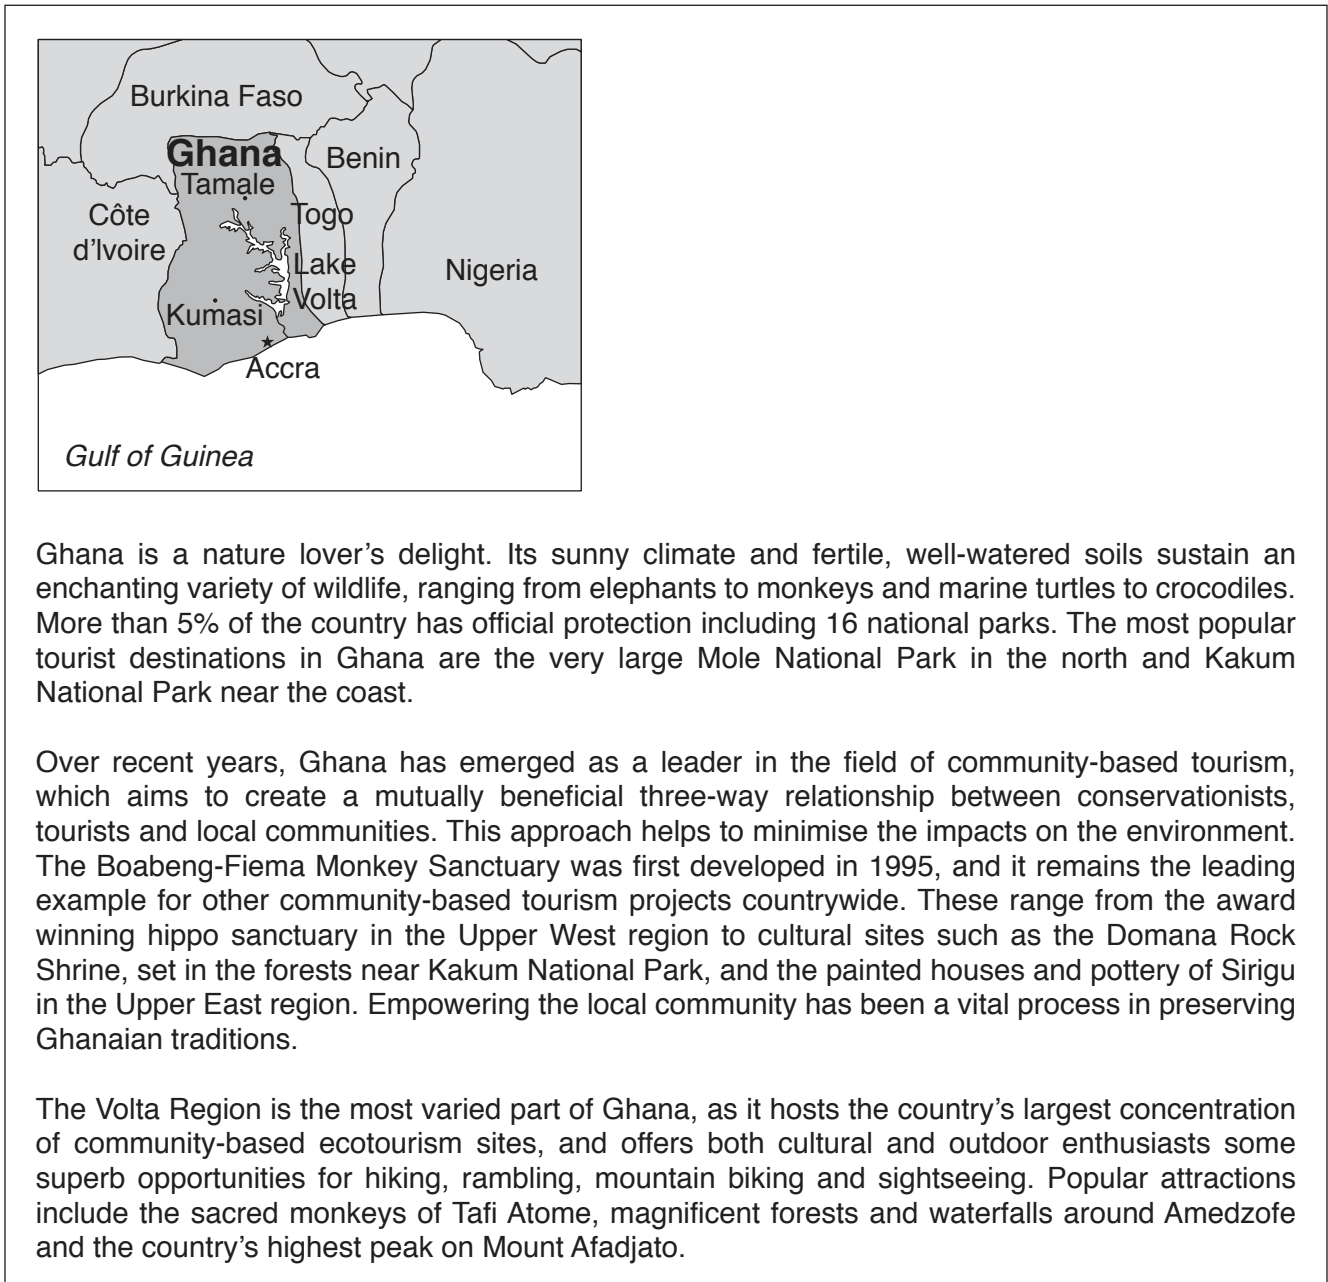 Burkina Faso
Ghana
Benin
Tamale
Côte
d'Ivoire
Togo
Lake
Volta
Nigeria
Kumasi
Accra
Gulf of Guinea
Ghana is a nature lover's delight. Its sunny climate and fertile, well-watered soils sustain an
enchanting variety of wildlife, ranging from elephants to monkeys and marine turtles to crocodiles.
More than 5% of the country has official protection including 16 national parks. The most popular
tourist destinations in Ghana are the very large Mole National Park in the north and Kakum
National Park near the coast.
Over recent years, Ghana has emerged as a leader in the field of community-based tourism,
which aims to create a mutually beneficial three-way relationship between conservationists,
tourists and local communities. This approach helps to minimise the impacts on the environment.
The Boabeng-Fiema Monkey Sanctuary was first developed in 1995, and it remains the leading
example for other community-based tourism projects countrywide. These range from the award
winning hippo sanctuary in the Upper West region to cultural sites such as the Domana Rock
Shrine, set in the forests near Kakum National Park, and the painted houses and pottery of Sirigu
in the Upper East region. Empowering the local community has been a vital process in preserving
Ghanaian traditions.
The Volta Region is the most varied part of Ghana, as it hosts the country's largest concentration
of community-based ecotourism sites, and offers both cultural and outdoor enthusiasts some
superb opportunities for hiking, rambling, mountain biking and sightseeing. Popular attractions
include the sacred monkeys of Tafi Atome, magnificent forests and waterfalls around Amedzofe
and the country's highest peak on Mount Afadjato.